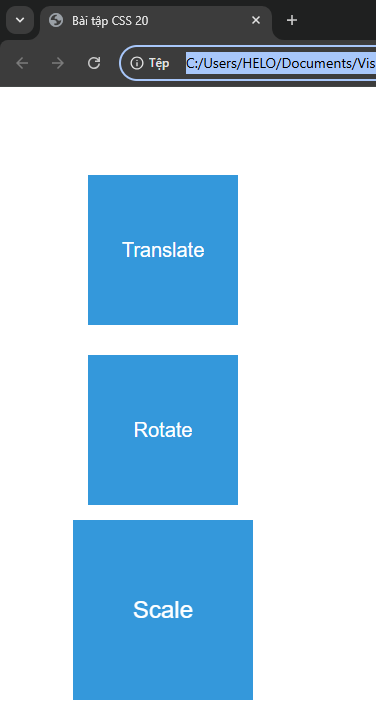 Bài tập CSS 20
Tệp C:/Users/HELO/Documents/Vis
Translate
Rotate
Scale